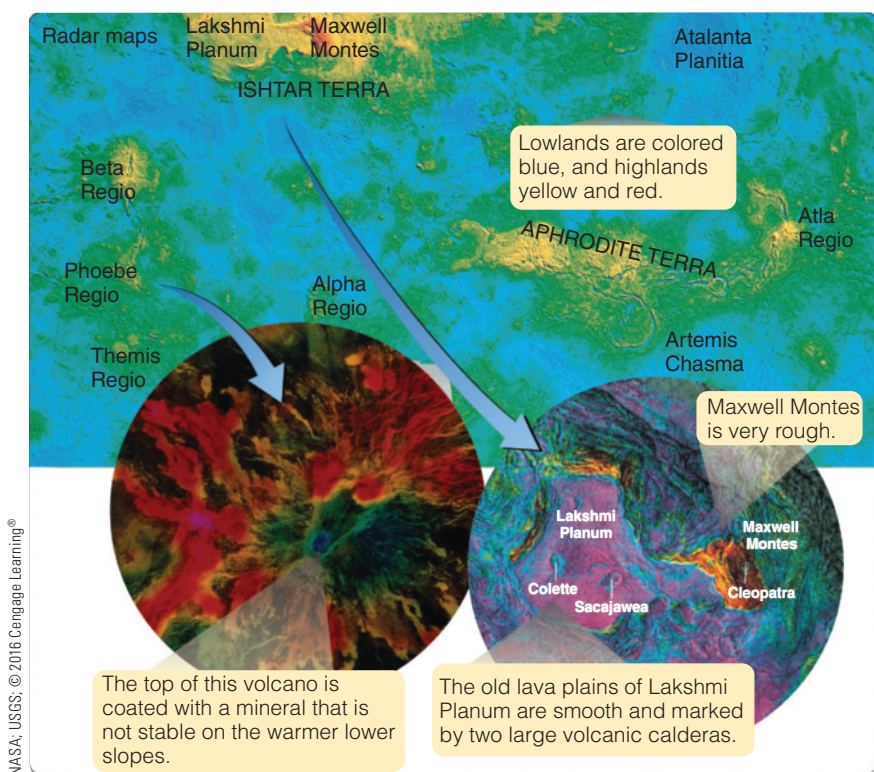 Radar maps
Lakshmi
Planum
Maxwell
Montes
Atalanta
Planitia
ISHTAR TERRA
Lowlands are colored
blue, and highlands
yellow and red.
Beta
Regio
Atla
Regio
APHRODITE TERRA
Phoebe
Regio
Alpha
Regio
Themis
Regio
Artemis
Chasma
Maxwell Montes
is very rough.
Lakshmi
Planum
Maxwell
Montes
Colette
Sacajawea
Cleopatra
The top of this volcano is
coated with a mineral that is
not stable on the warmer lower
slopes.
The old lava plains of Lakshmi
Planum are smooth and marked
by two large volcanic calderas.
NASA; USGS; © 2016 Cengage Learning®